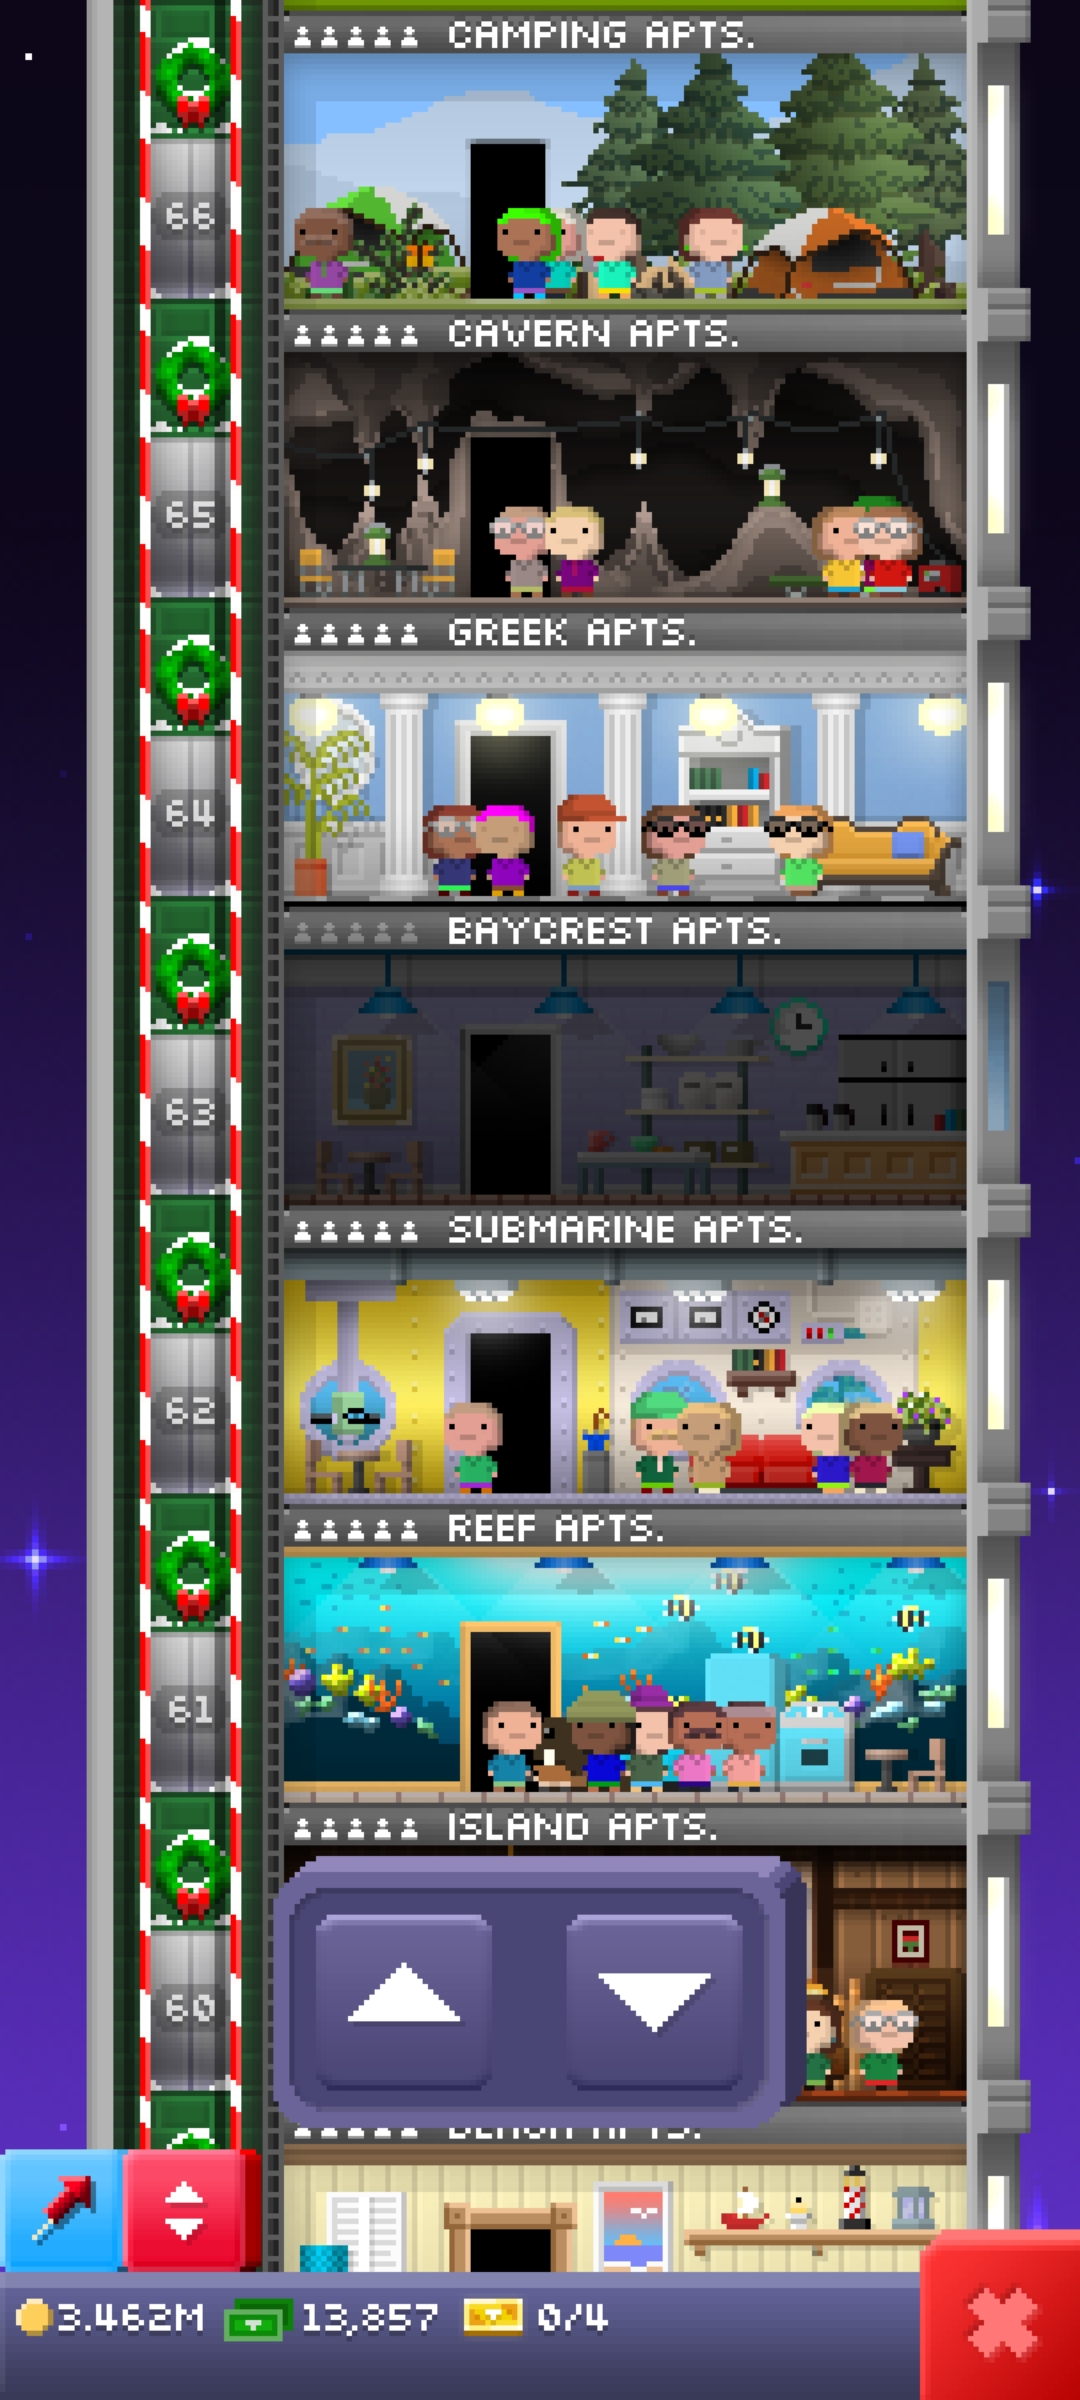 CAMPING APTS.
66
CAVERN APTS.
65
GREEK APTS.
64
BAYCREST APTS.
63
SUBMARINE APTS.
62
REEF APTS.
61
ISLAND APTS.
60
APTS.
3.462M 13,857 0/4